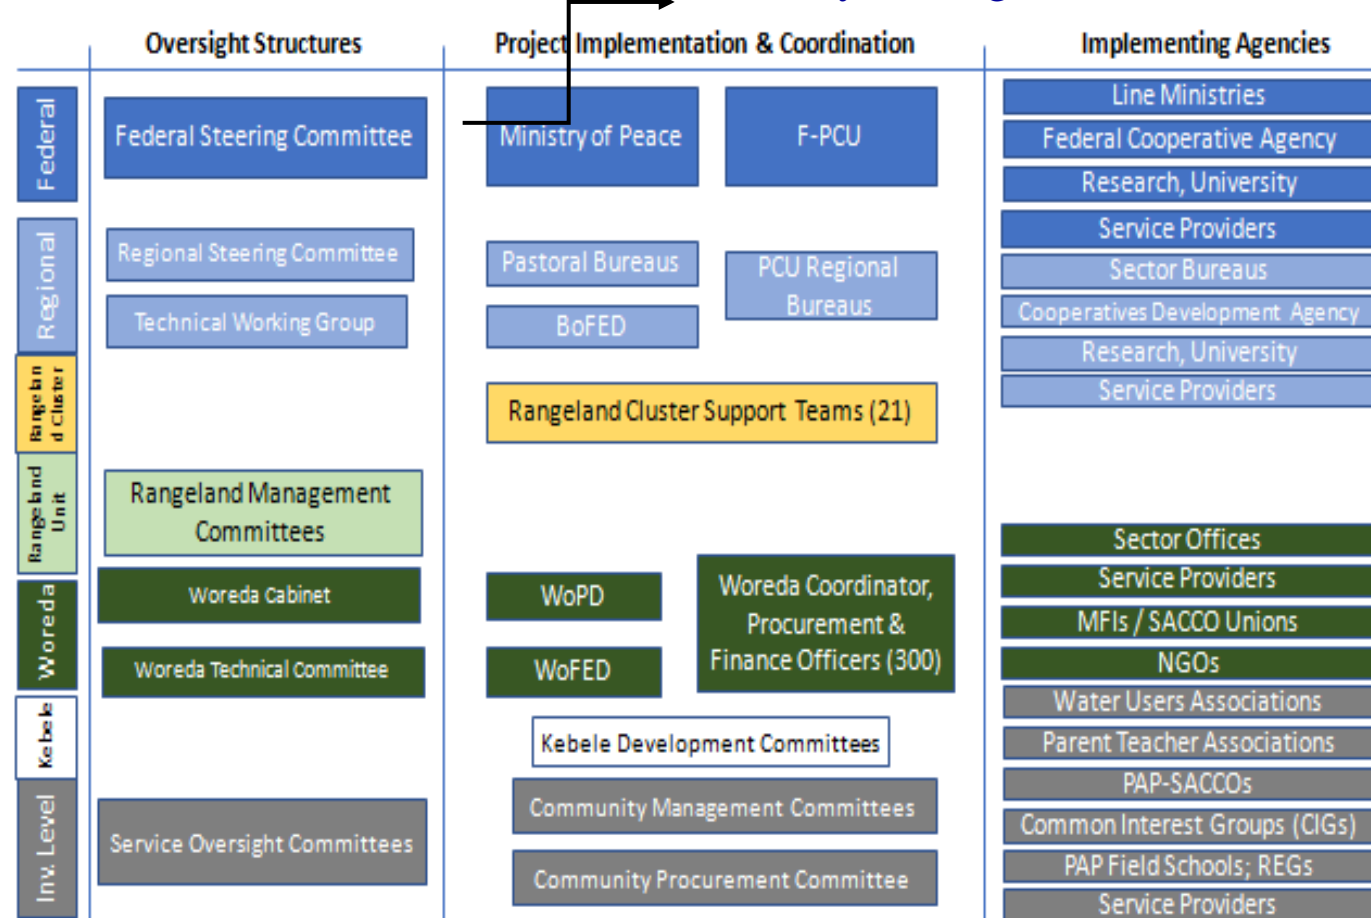 Oversight Structures
Project Implementation & Coordination
Implementing Agencies
Federal
Federal Steering Committee
Ministry of Peace
F-PCU
Line Ministries
Federal Cooperative Agency
Research, University
Service Providers
Regional
Regional Steering Committee
Technical Working Group
Pastoral Bureaus
BoFED
PCU Regional
Bureaus
Sector Bureaus
Cooperatives Development Agency
Research, University
Service Providers
Rangelan
d Cluster
Rangeland Cluster Support Teams (21)
Rangeland
Unit
Rangeland Management
Committees
Woreda
Woreda Cabinet
Woreda Technical Committee
WoPD
WoFED
Woreda Coordinator,
Procurement &
Finance Officers (300)
Sector Offices
Service Providers
MFIs / SACCO Unions
NGOs
Kebele
Kebele Development Committees
Inv. Level
Service Oversight Committees
Community Management Committees
Community Procurement Committee
Water Users Associations
Parent Teacher Associations
PAP-SACCOs
Common Interest Groups (CIGs)
PAP Field Schools; REGs
Service Providers